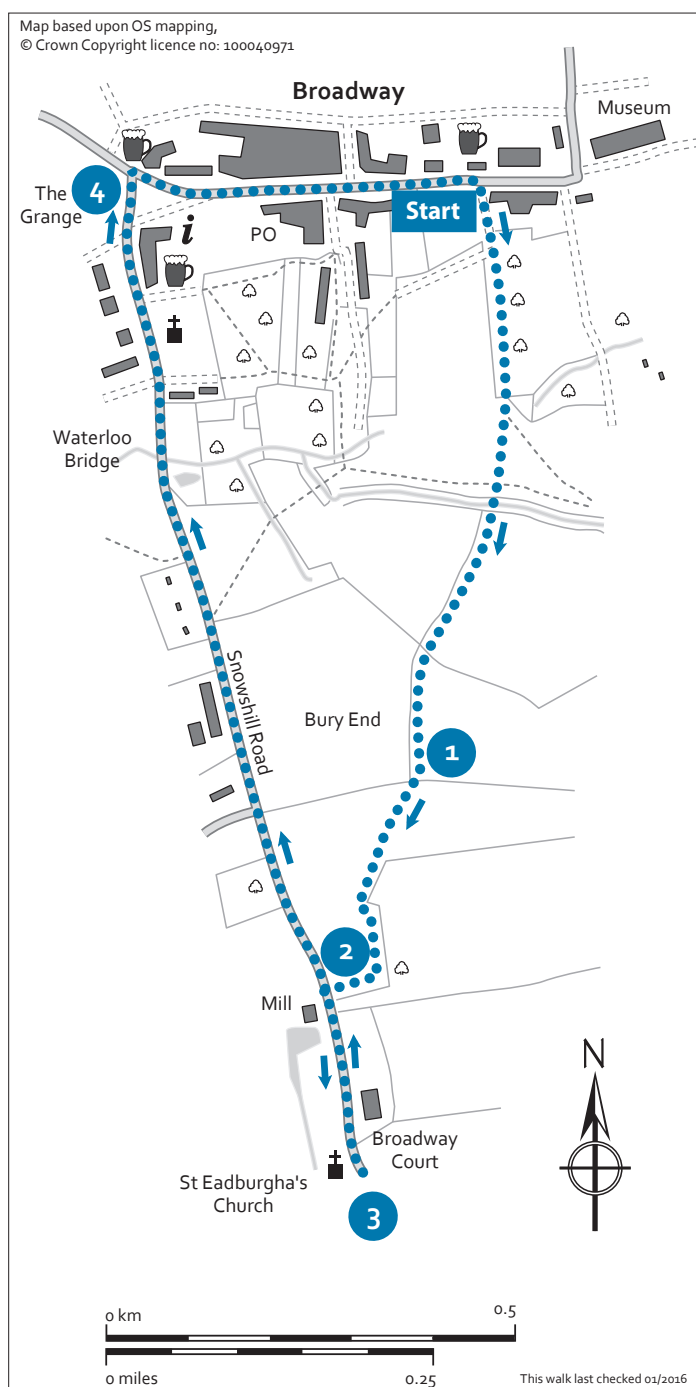 Map based upon OS mapping,
© Crown Copyright licence no: 100040971
Broadway
Museum
The
Grange
4
Start
i
PO
Waterloo
Bridge
Snowshill Road
Bury End
1
2
Mill
N
Broadway
Court
St Eadburgha's
Church
3
0 km
0.5
0 miles
0.25
This walk last checked 01/2016